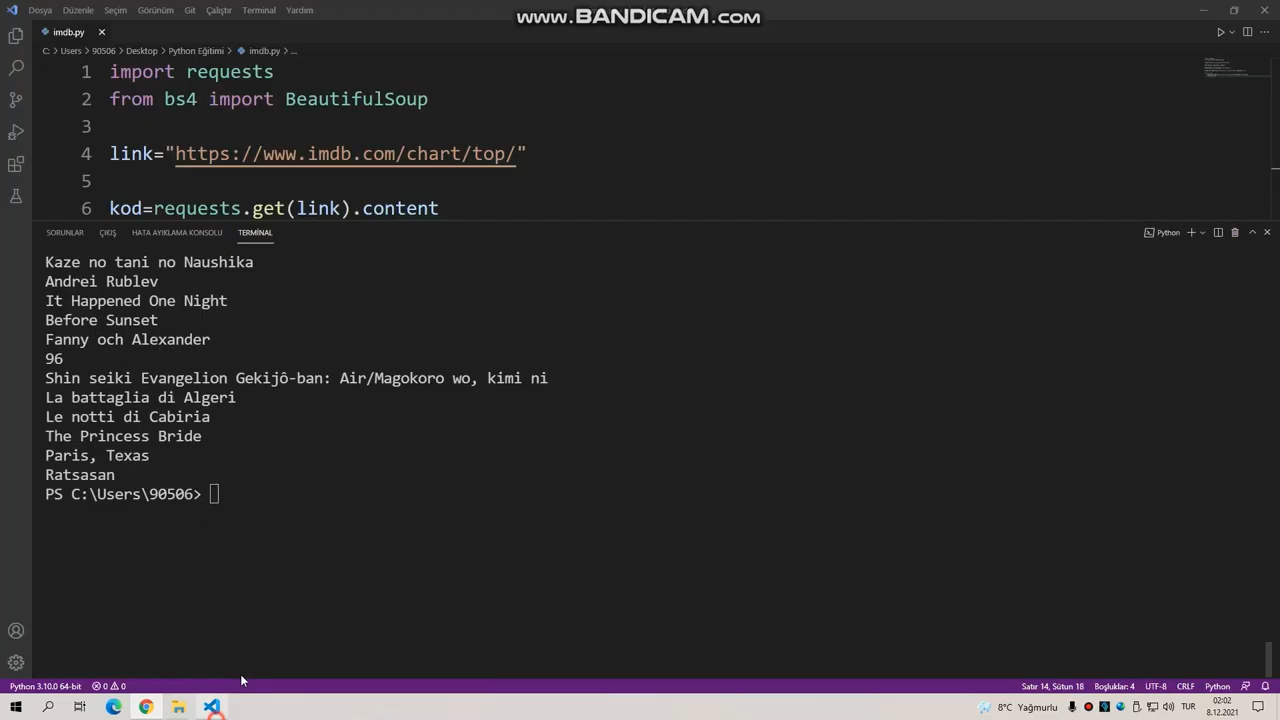 Dosya Düzenle Seçim Görünüm Git Çalıştır Terminal Yardım
www.BANDICAM.com
imdb.py
C: > Users > 90506 > Desktop > Python Eğitimi > imdb.py > ...
1 import requests
2 from bs4 import BeautifulSoup
3
4 link="https://www.imdb.com/chart/top/"
5
6 kod=requests.get(link).content
SORUNLAR ÇIKIŞ HATA AYIKLAMA KONSOLU TERMİNAL
Python
Kaze no tani no Naushika
Andrei Rublev
It Happened One Night
Before Sunset
Fanny och Alexander
96
Shin seiki Evangelion Gekijô-ban: Air/Magokoro wo, kimi ni
La battaglia di Algeri
Le notti di Cabiria
The Princess Bride
Paris, Texas
Ratsasan
PS C:\Users\90506>
Python 3.10.0 64-bit 0 0 Satır 14, Sütun 18 Boşluklar: 4 UTF-8 CRLF Python
8°C Yağmurlu TUR 02:02
8.12.2021